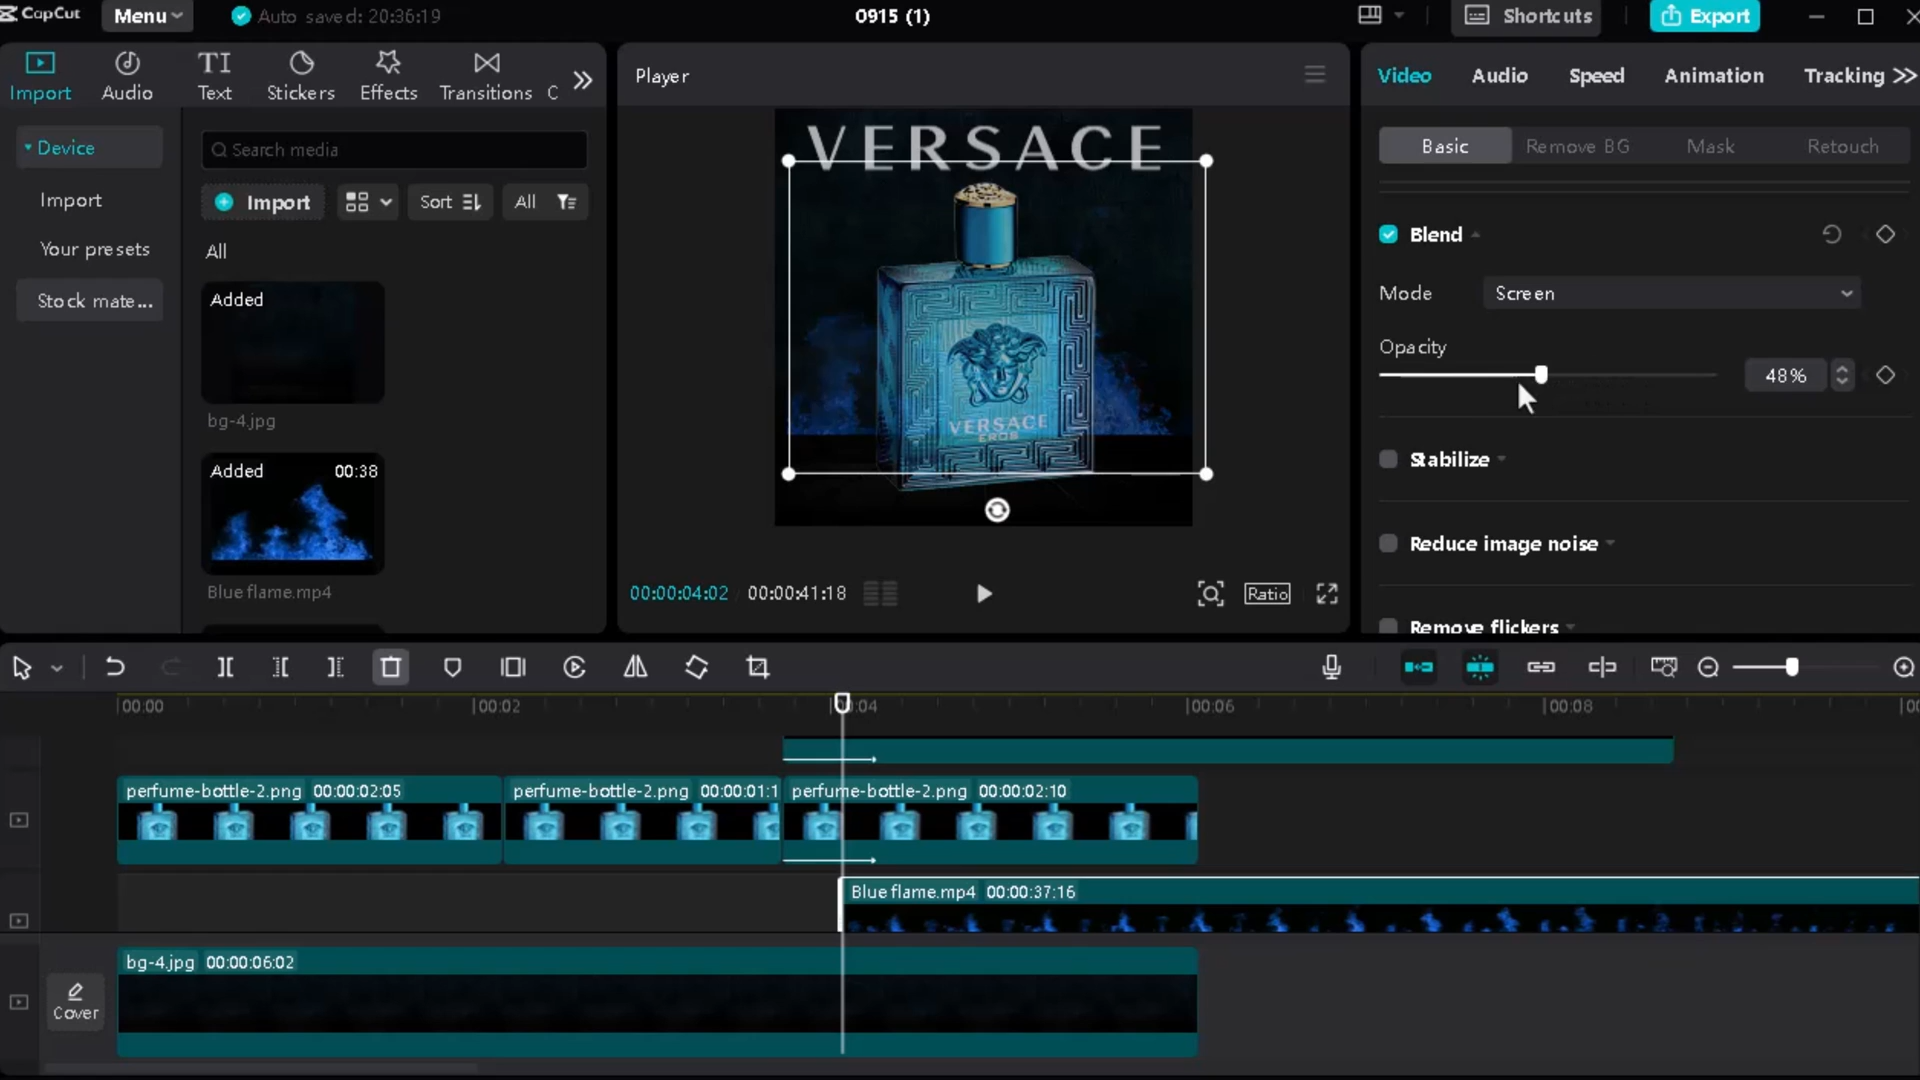 CapCut
Menu
Auto saved: 20:36:19
0915 (1)
Shortcuts
Export
Import
Audio
Text
Stickers
Effects
Transitions
C
Player
Video
Audio
Speed
Animation
Tracking
Device
Import
Your presets
Stock mate...
Search media
Import
Sort
All
All
Added
bg-4.jpg
Added
00:38
Blue flame.mp4
VERSACE
VERSACE
EROS
00:00:04:02
00:00:41:18
Ratio
Basic
Remove BG
Mask
Retouch
Blend
Mode
Screen
Opacity
48%
Stabilize
Reduce image noise
Remove flickers
00:00
00:02
00:04
00:06
00:08
perfume-bottle-2.png 00:00:02:05
perfume-bottle-2.png 00:00:01:1
perfume-bottle-2.png 00:00:02:10
Blue flame.mp4 00:00:37:16
Cover
bg-4.jpg 00:00:06:02